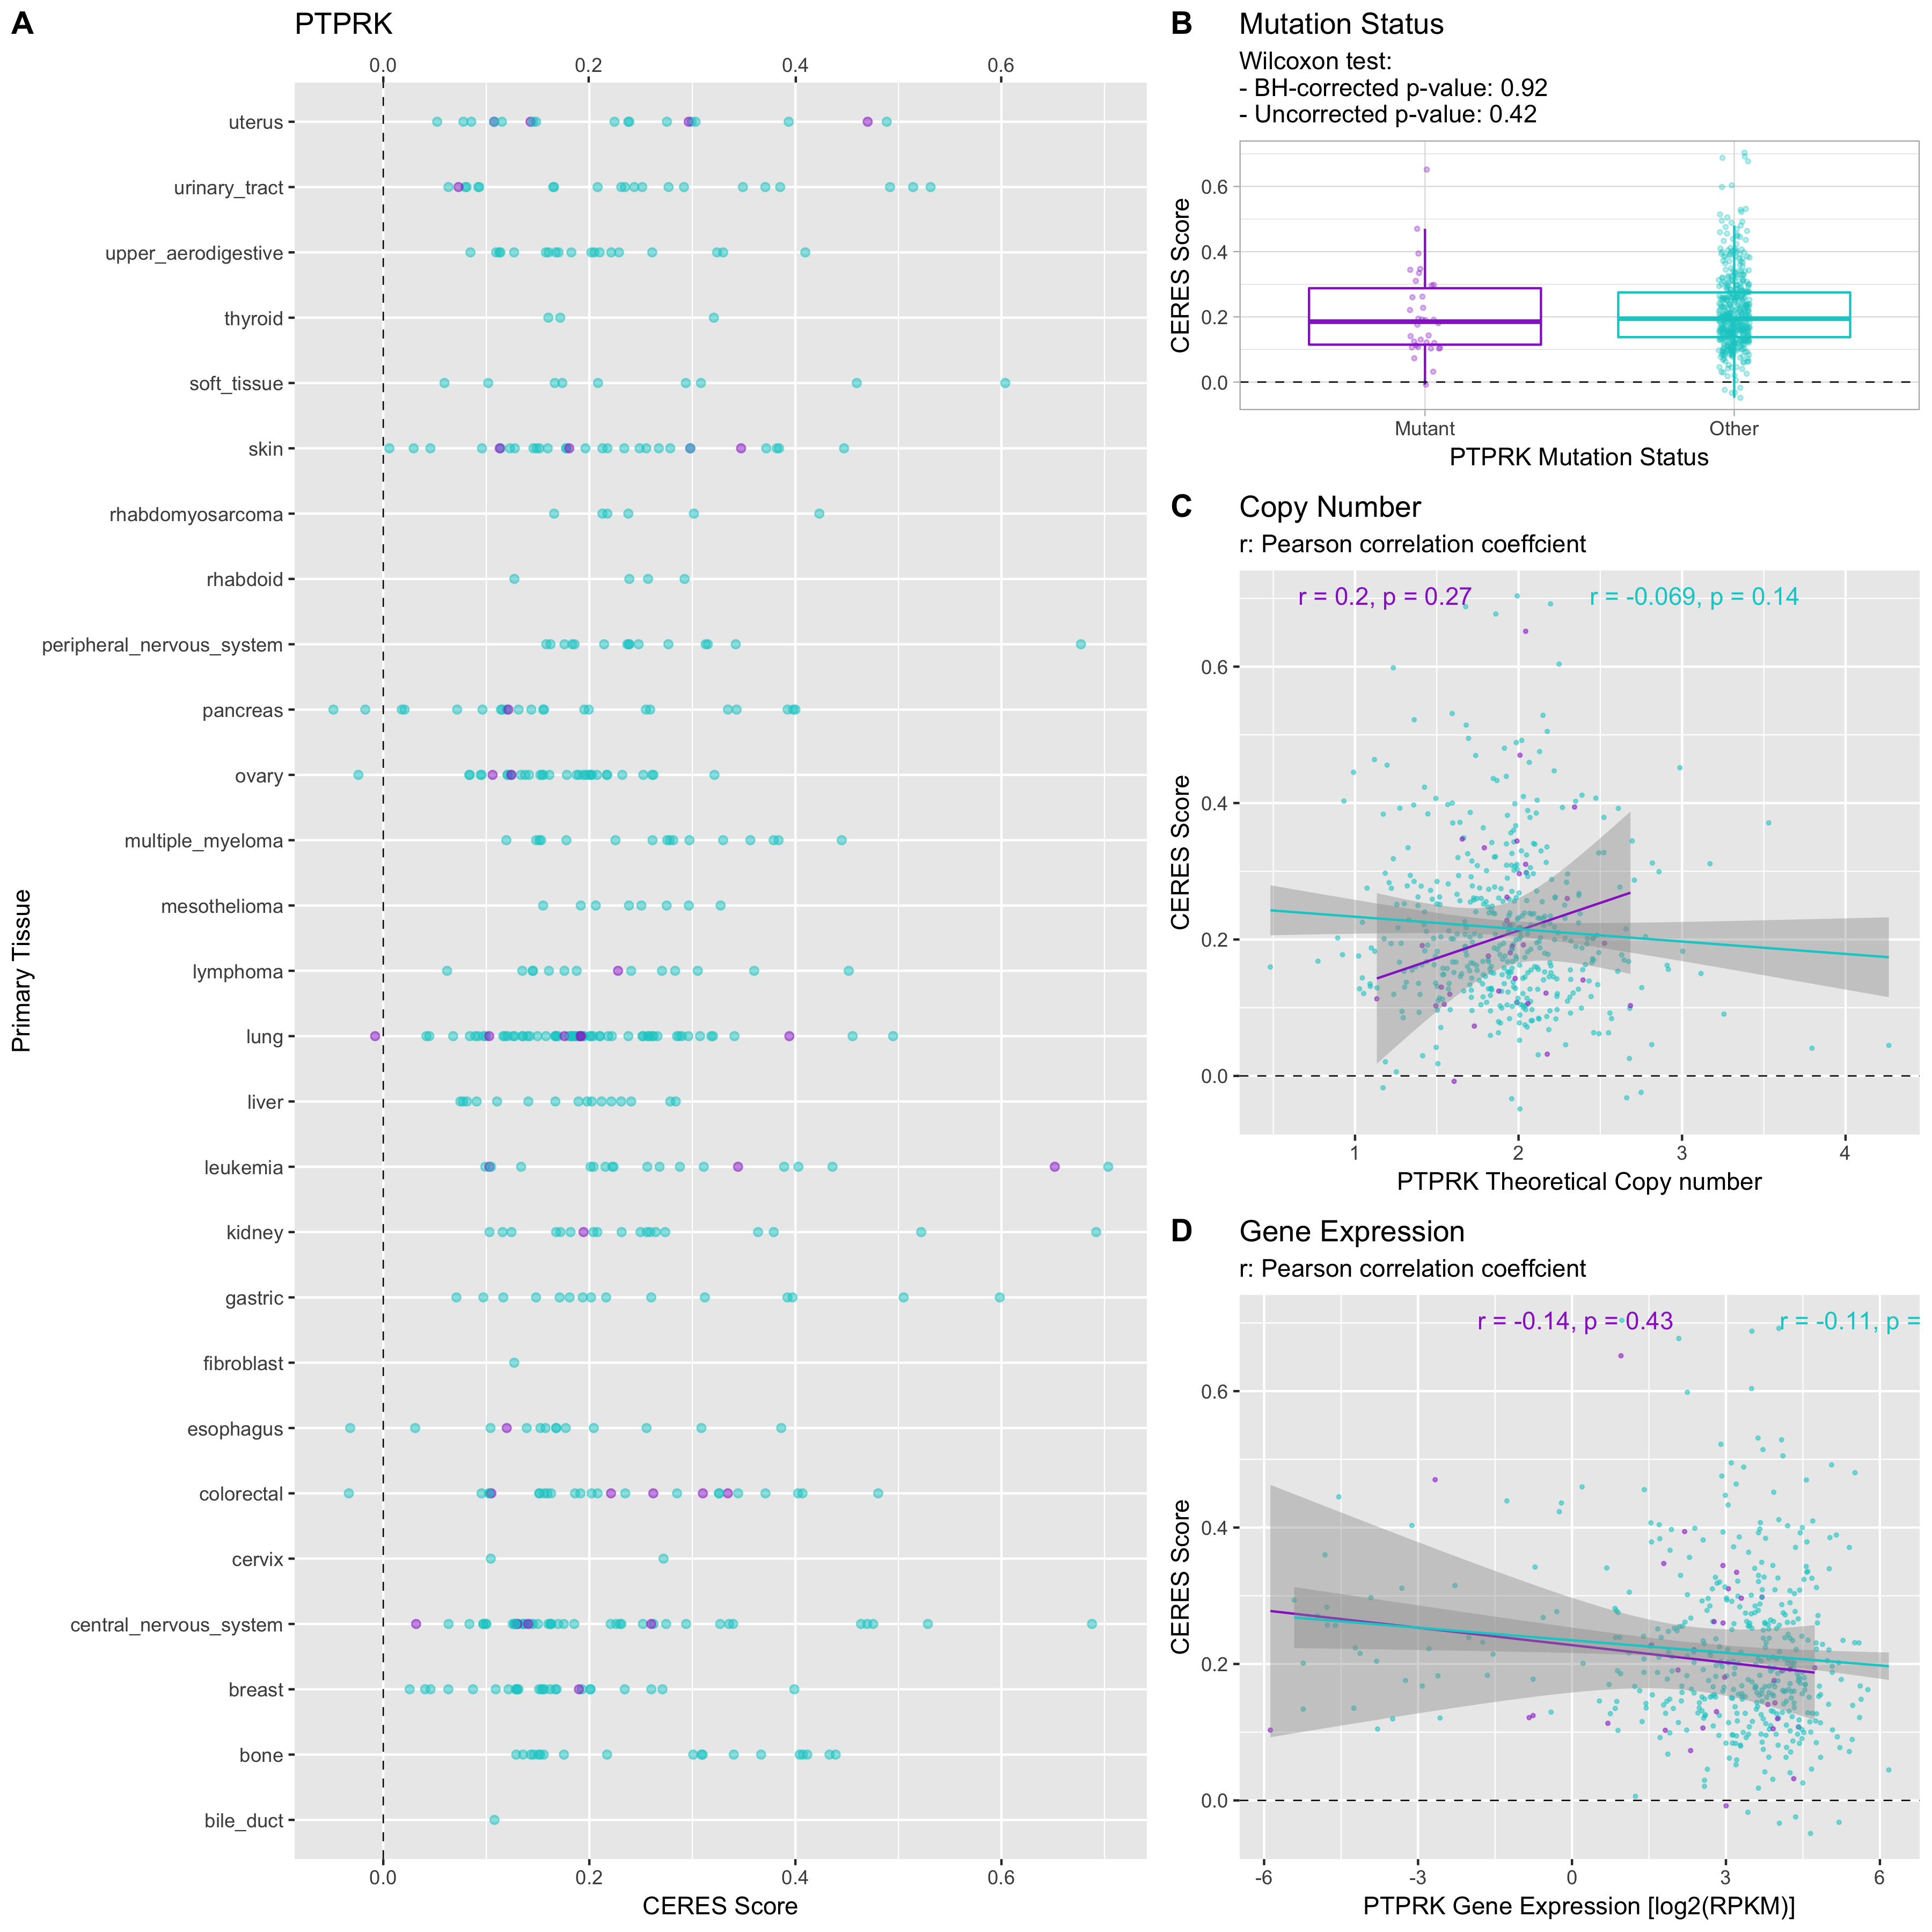 A
PTPRK
0.0 0.2 0.4 0.6
uterus
urinary_tract
upper_aerodigestive
thyroid
soft_tissue
skin
rhabdomyosarcoma
rhabdoid
peripheral_nervous_system
pancreas
ovary
multiple_myeloma
mesothelioma
lymphoma
lung
liver
leukemia
kidney
gastric
fibroblast
esophagus
colorectal
cervix
central_nervous_system
breast
bone
bile_duct
Primary Tissue
0.0 0.2 0.4 0.6
CERES Score
B Mutation Status
Wilcoxon test:
- BH-corrected p-value: 0.92
- Uncorrected p-value: 0.42
CERES Score
0.6
0.4
0.2
0.0
Mutant Other
PTPRK Mutation Status
C Copy Number
r: Pearson correlation coeffcient
r = 0.2, p = 0.27 r = -0.069, p = 0.14
CERES Score
0.6
0.4
0.2
0.0
1 2 3 4
PTPRK Theoretical Copy number
D Gene Expression
r: Pearson correlation coeffcient
r = -0.14, p = 0.43 r = -0.11, p =
CERES Score
0.6
0.4
0.2
0.0
-6 -3 0 3 6
PTPRK Gene Expression [log2(RPKM)]